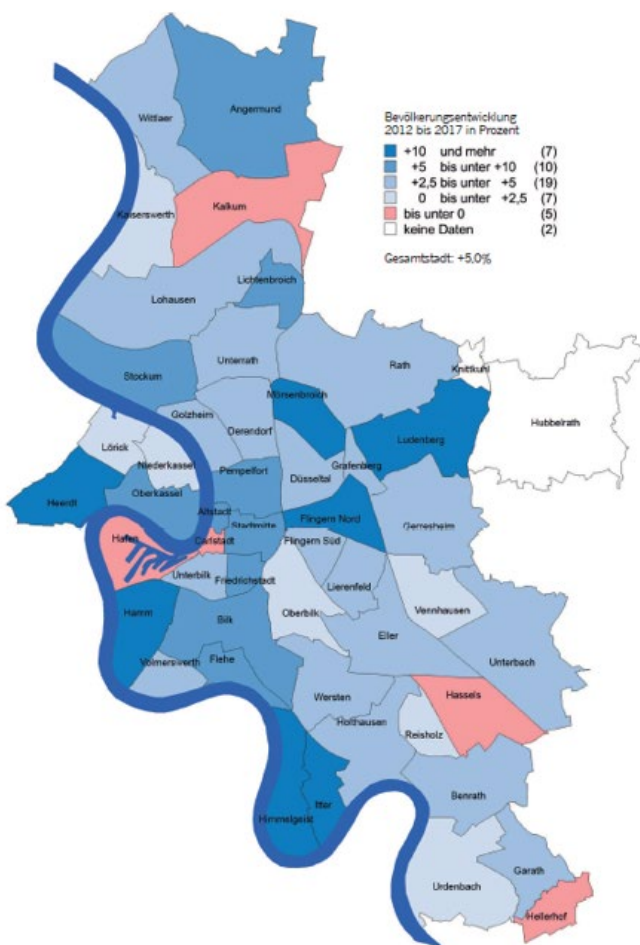 Bevölkerungsentwicklung
2012 bis 2017 in Prozent
+10 und mehr (7)
+5 bis unter +10 (10)
+2,5 bis unter +5 (19)
0 bis unter +2,5 (7)
bis unter 0 (5)
keine Daten (2)
Gesamtstadt: +5,0%
Wittlaer
Angermund
Kaiserswerth
Kalkum
Lichtenbroich
Lohausen
Unterrath
Rath
Knittkuhl
Stockum
Mörsenbroich
Hubbelrath
Golzheim
Derendorf
Ludenberg
Lörick
Niederkassel
Pempelfort
Düsseltal
Grafenberg
Heerdt
Oberkassel
Altstadt
Stadtmitte
Flingern Nord
Gerresheim
Hafen
Carlstadt
Flingern Süd
Unterbilk
Friedrichstadt
Lierenfeld
Vennhausen
Hamm
Bilk
Oberbilk
Eller
Unterbach
Volmerswerth
Flehe
Wersten
Hassels
Holthausen
Reisholz
Himmelgeist
Itter
Benrath
Garath
Urdenbach
Hellerhof